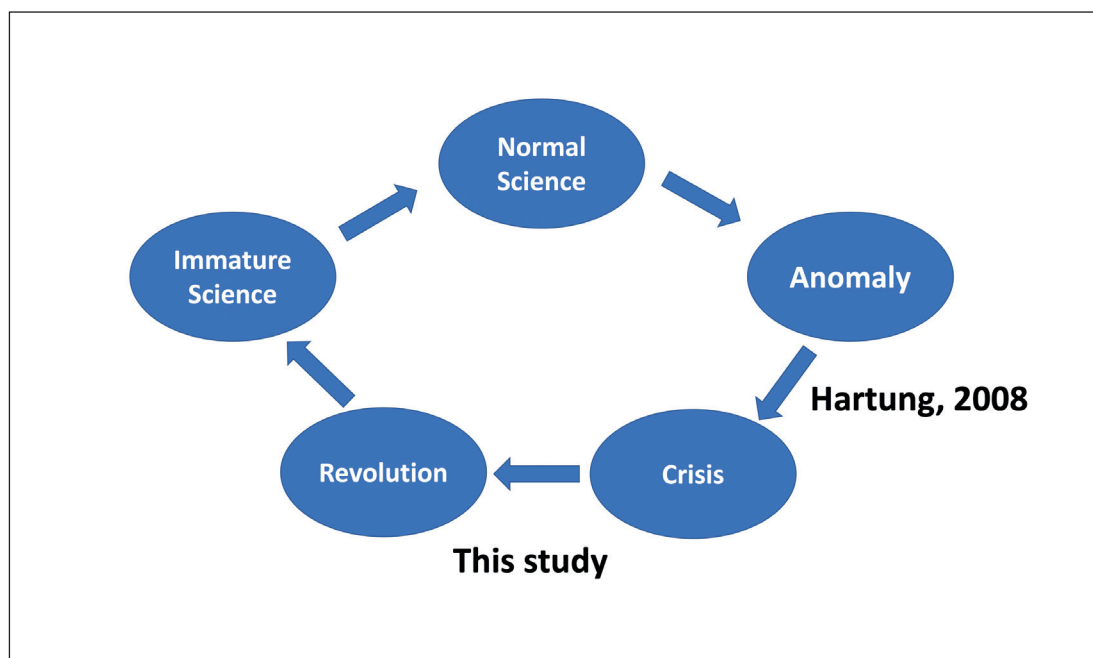 Normal
Science
Immature
Science
Anomaly
Hartung, 2008
Revolution
Crisis
This study